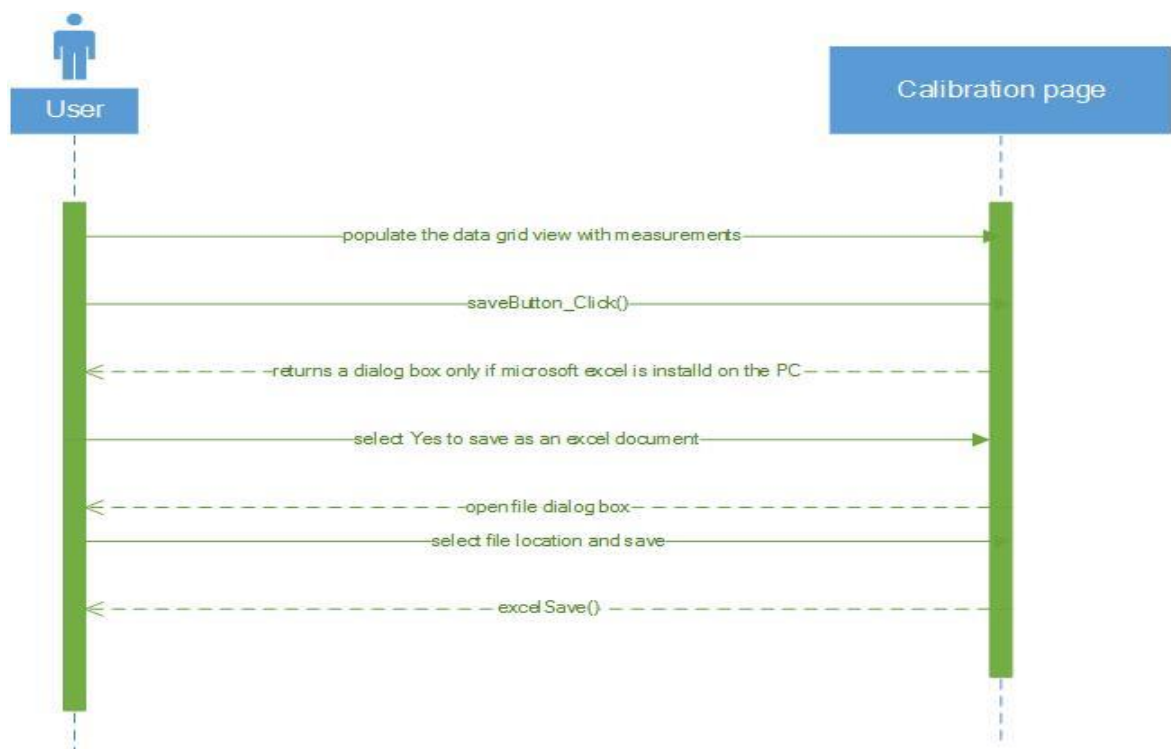 User
Calibration page
populate the data grid view with measurements
saveButton_Click()
returns a dialog box only if microsoft excel is installd on the PC
select Yes to save as an excel document
open file dialog box
select file location and save
excelSave()